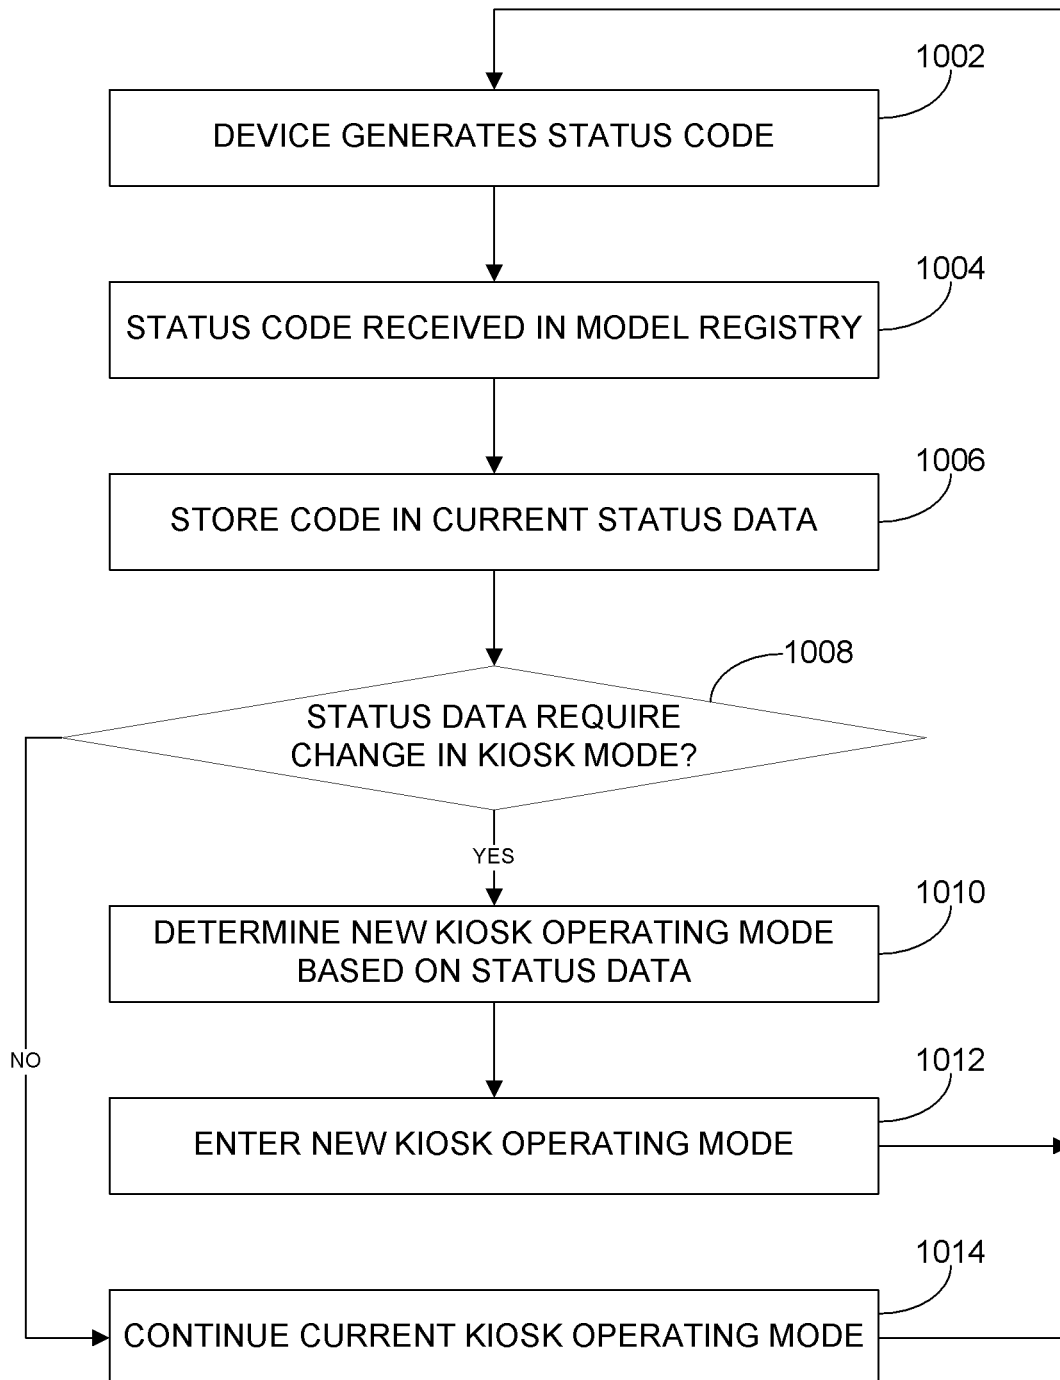 1002
DEVICE GENERATES STATUS CODE
1004
STATUS CODE RECEIVED IN MODEL REGISTRY
1006
STORE CODE IN CURRENT STATUS DATA
1008
STATUS DATA REQUIRE
CHANGE IN KIOSK MODE?
YES
1010
DETERMINE NEW KIOSK OPERATING MODE
BASED ON STATUS DATA
NO
1012
ENTER NEW KIOSK OPERATING MODE
1014
CONTINUE CURRENT KIOSK OPERATING MODE